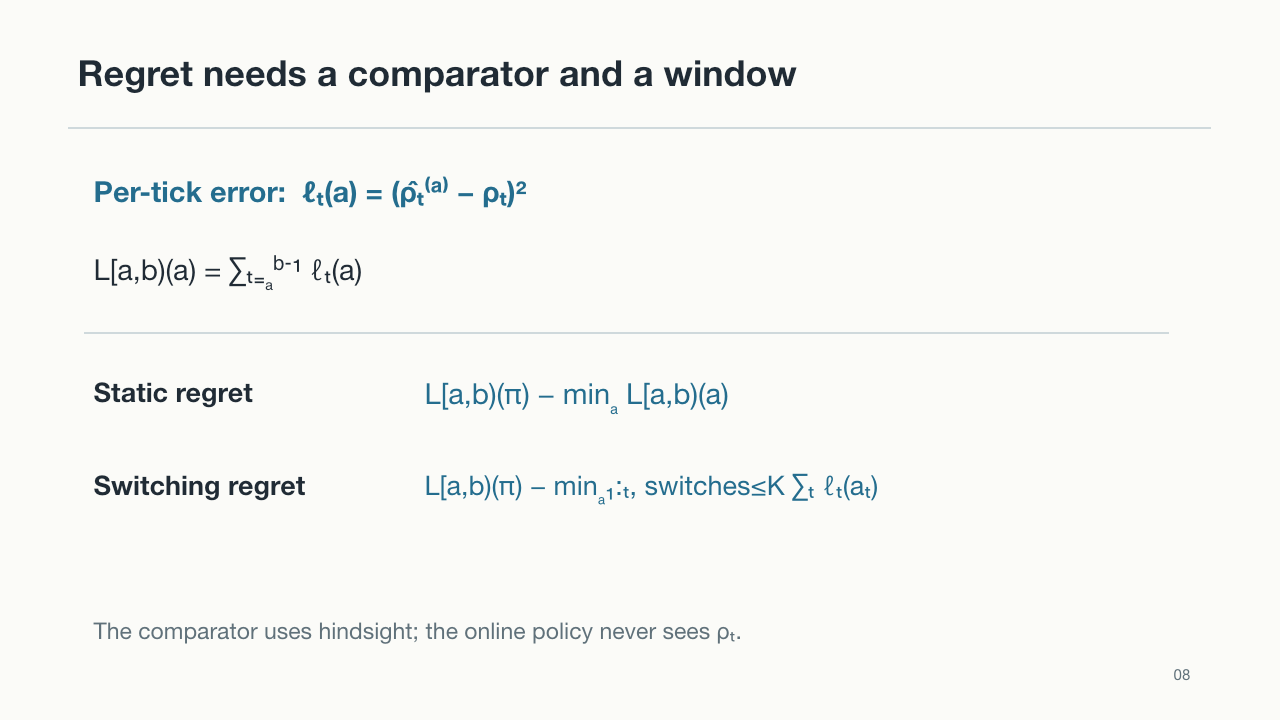 Regret needs a comparator and a window
Per-tick error: ℓₜ(a) = (ρ̂ₜ⁽ᵃ⁾ – ρₜ)²
L[a,b)(a) = ∑ₜ₌ₐᵇ⁻¹ ℓₜ(a)
Static regret L[a,b)(π) – minₐ L[a,b)(a)
Switching regret L[a,b)(π) – minₐ₁:ₜ, switches≤K ∑ₜ ℓₜ(aₜ)
The comparator uses hindsight; the online policy never sees ρₜ.
08